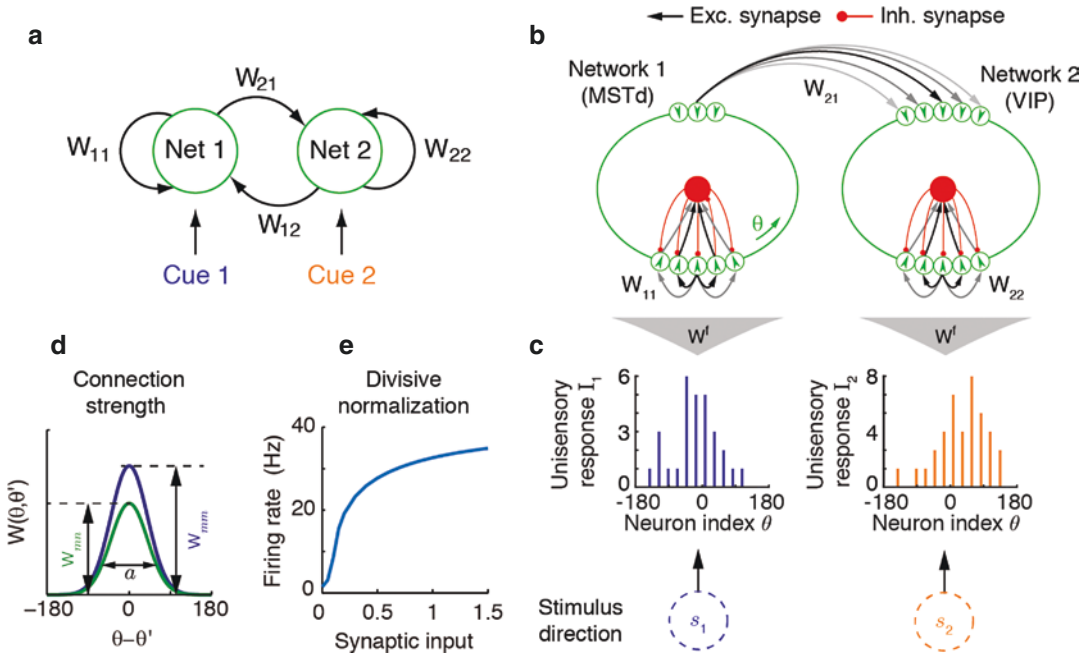 a
W21
W11
Net 1
Net 2
W22
W12
Cue 1
Cue 2
b
Exc. synapse
Inh. synapse
Network 1
(MSTd)
W21
Network 2
(VIP)
θ
W11
W22
Wf
Wf
c
Unisensory
response I1
6
4
2
0
-180
0
180
Neuron index θ
Unisensory
response I2
8
4
0
-180
0
180
Neuron index θ
Stimulus
direction
s1
s2
d
Connection
strength
W(θ,θ')
wmn
wmm
a
−180
0
180
θ−θ'
e
Divisive
normalization
Firing rate (Hz)
40
20
0
0
0.5
1
1.5
Synaptic input